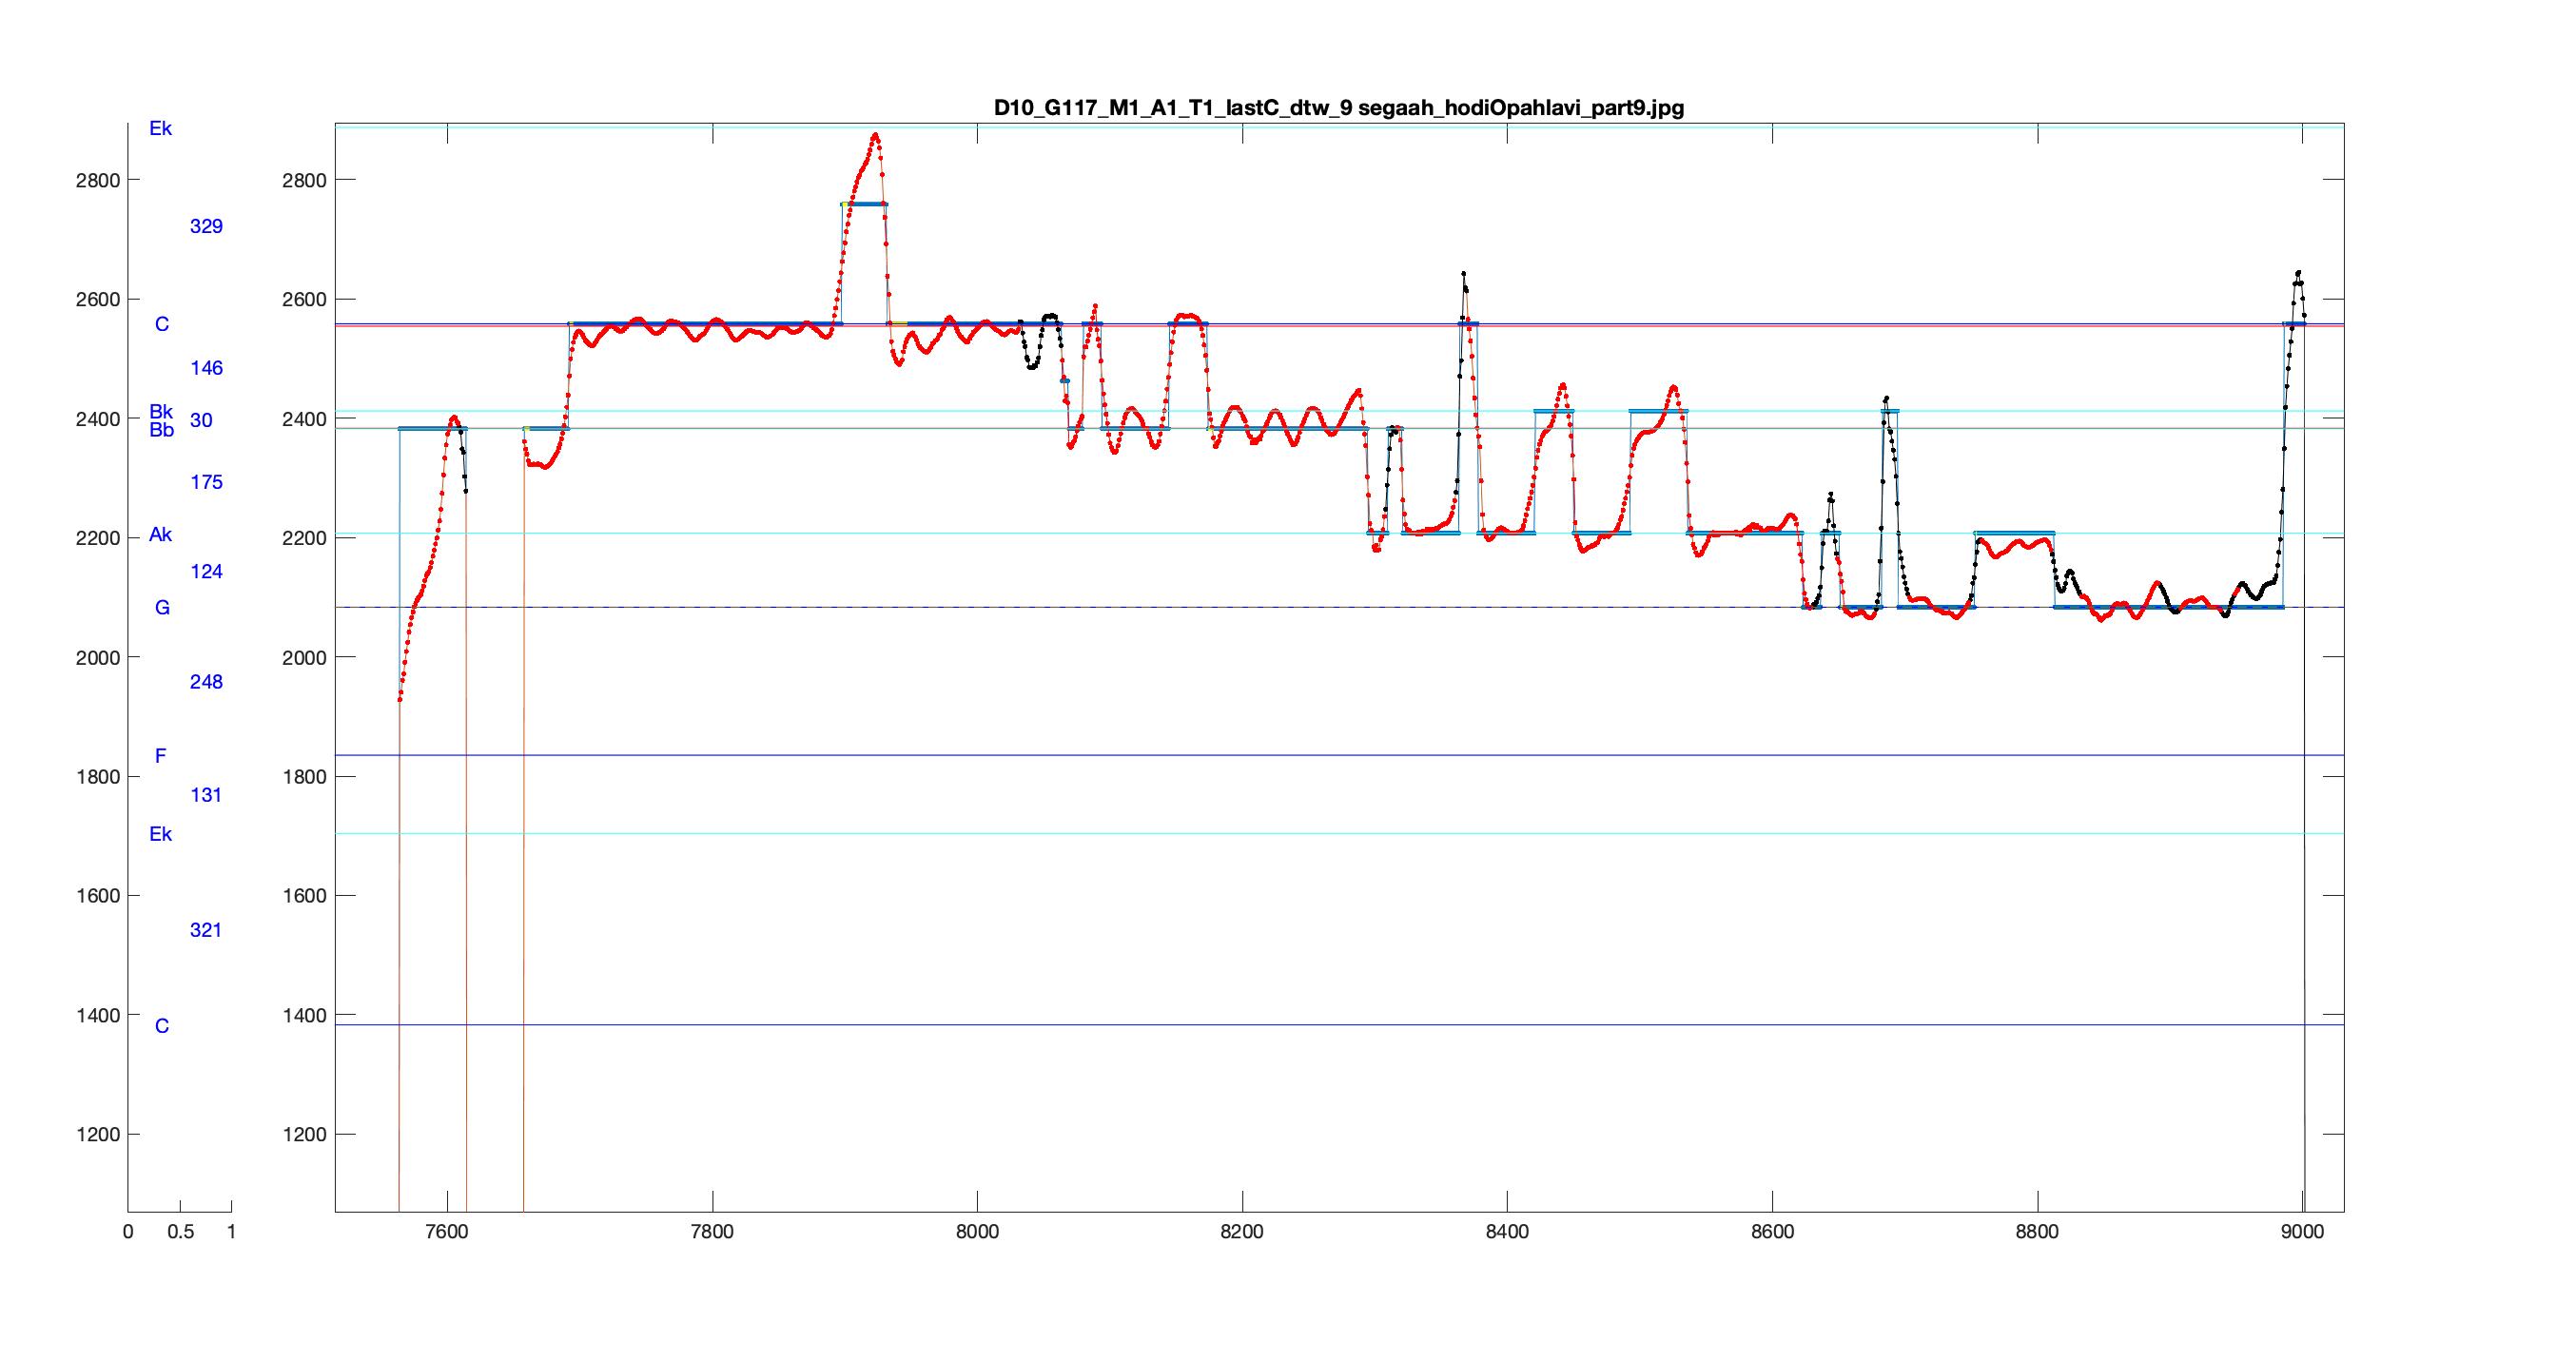 D10_G117_M1_A1_T1_lastC_dtw_9 segaah_hodiOpahlavi_part9.jpg
Ek
2800 2800
329
2600 2600
C
146
Bk
2400 30 2400
Bb
175
2200 Ak 2200
124
G
2000 2000
248
F
1800 1800
131
Ek
1600 1600
321
1400 C 1400
1200 1200
0 0.5 1 7600 7800 8000 8200 8400 8600 8800 9000